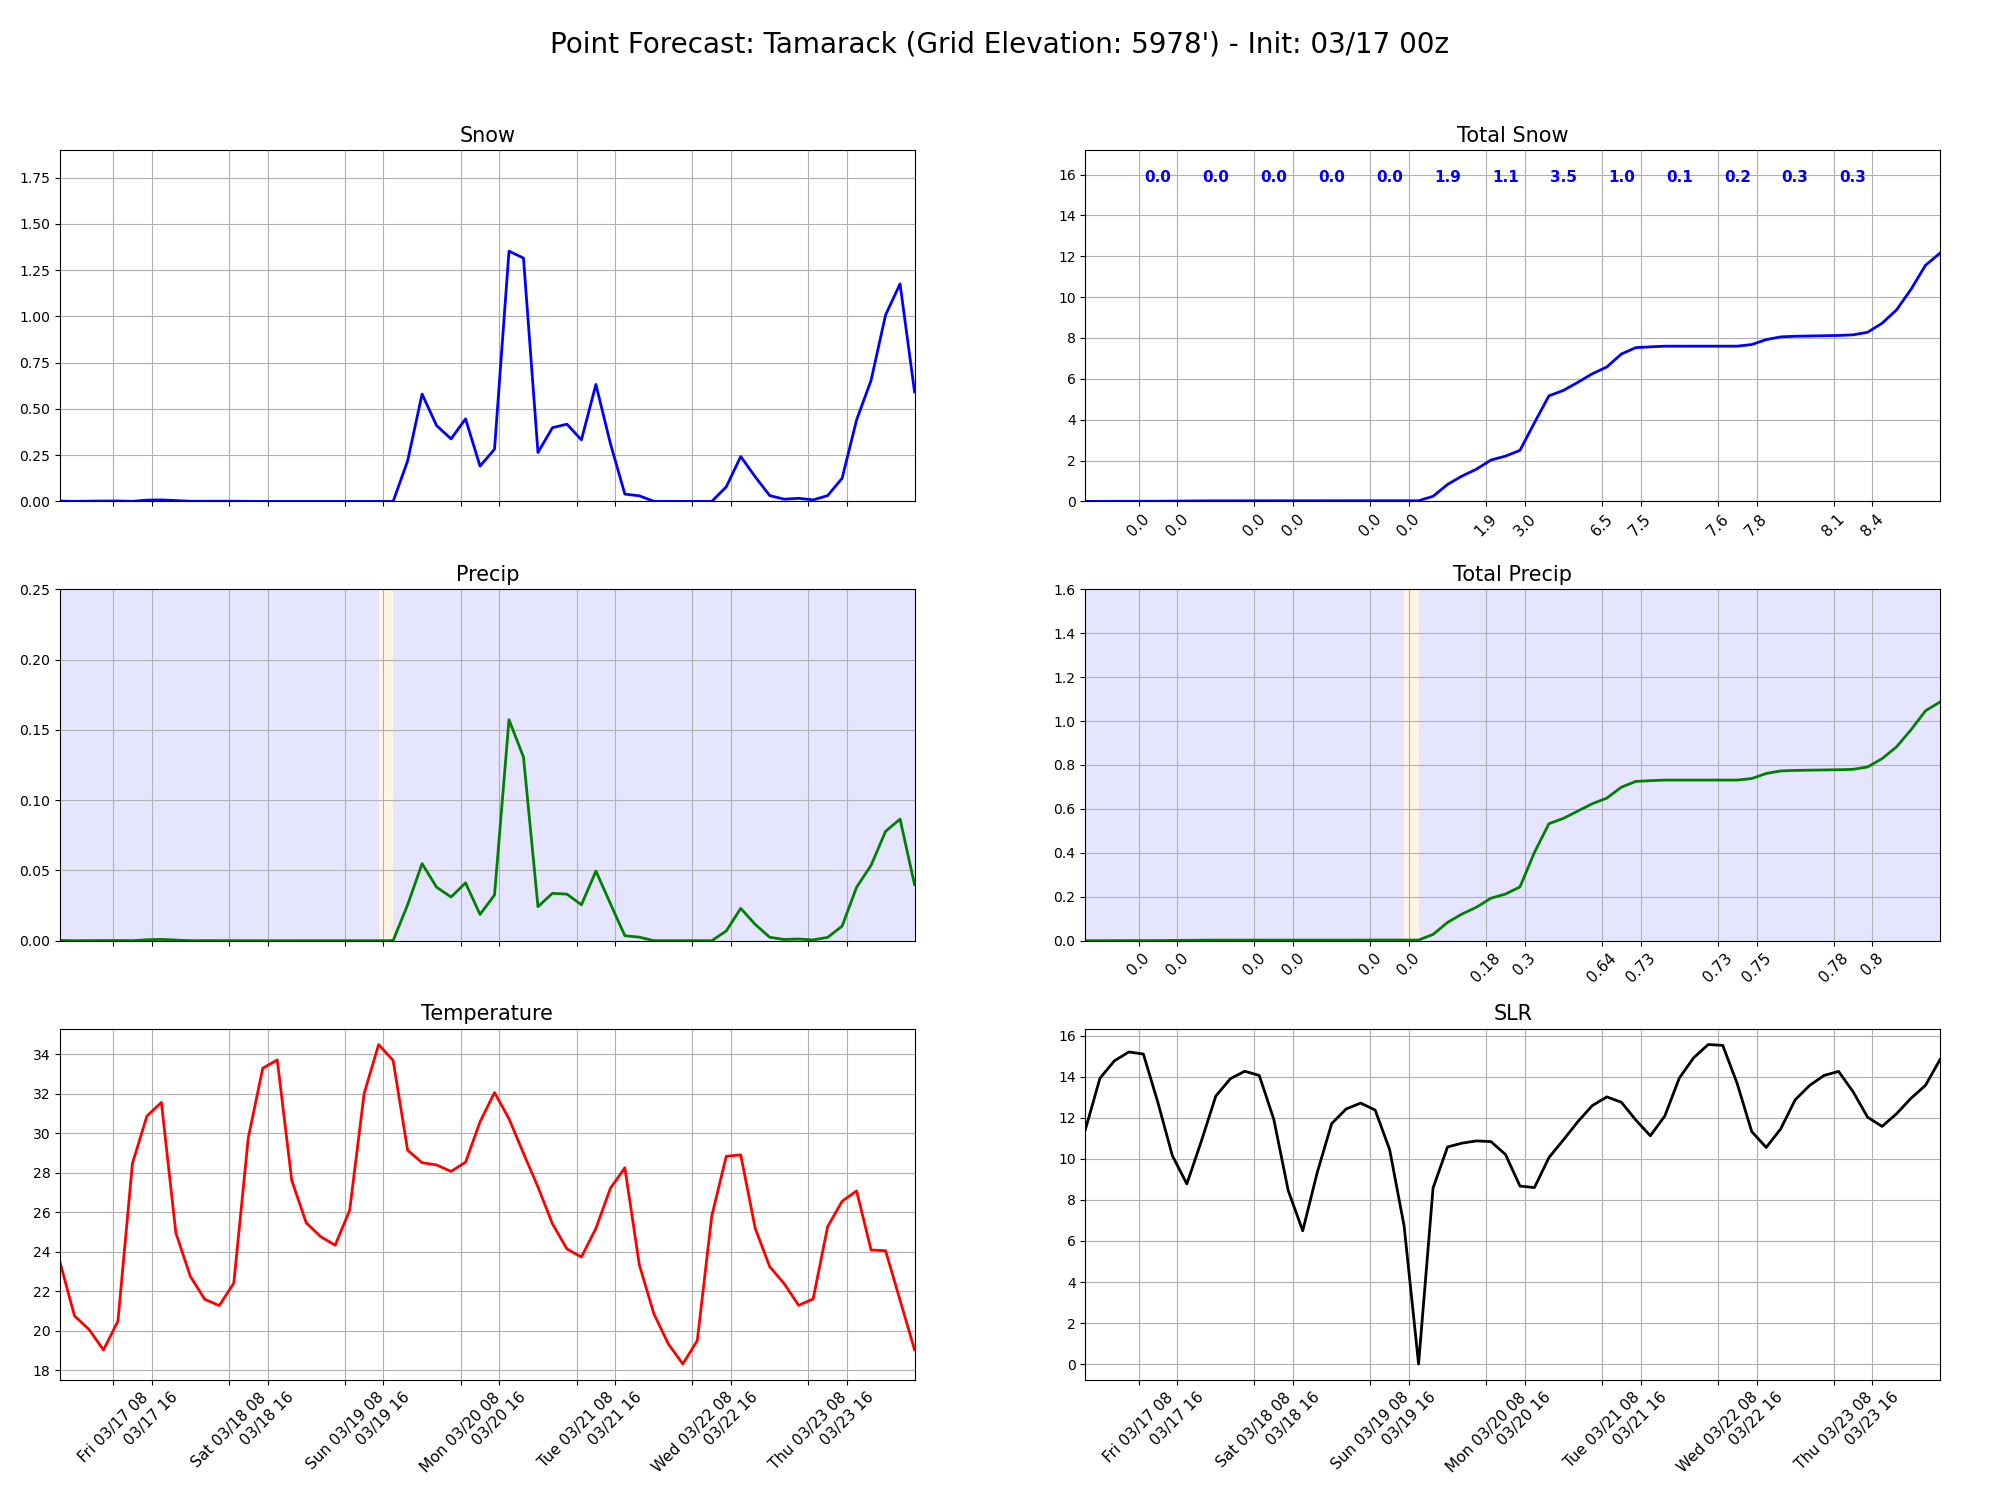 Point Forecast: Tamarack (Grid Elevation: 5978') - Init: 03/17 00z
Snow
1.75
1.50
1.25
1.00
0.75
0.50
0.25
0.00
Total Snow
0.0 0.0 0.0 0.0 0.0 1.9 1.1 3.5 1.0 0.1 0.2 0.3 0.3
16
14
12
10
8
6
4
2
0
0.0 0.0 0.0 0.0 0.0 0.0 1.9 3.0 6.5 7.5 7.6 7.8 8.1 8.4
Precip
0.25
0.20
0.15
0.10
0.05
0.00
Total Precip
1.6
1.4
1.2
1.0
0.8
0.6
0.4
0.2
0.0
0.0 0.0 0.0 0.0 0.0 0.0 0.18 0.3 0.64 0.73 0.73 0.75 0.78 0.8
Temperature
34
32
30
28
26
24
22
20
18
Fri 03/17 08
03/17 16
Sat 03/18 08
03/18 16
Sun 03/19 08
03/19 16
Mon 03/20 08
03/20 16
Tue 03/21 08
03/21 16
Wed 03/22 08
03/22 16
Thu 03/23 08
03/23 16
SLR
16
14
12
10
8
6
4
2
0
Fri 03/17 08
03/17 16
Sat 03/18 08
03/18 16
Sun 03/19 08
03/19 16
Mon 03/20 08
03/20 16
Tue 03/21 08
03/21 16
Wed 03/22 08
03/22 16
Thu 03/23 08
03/23 16